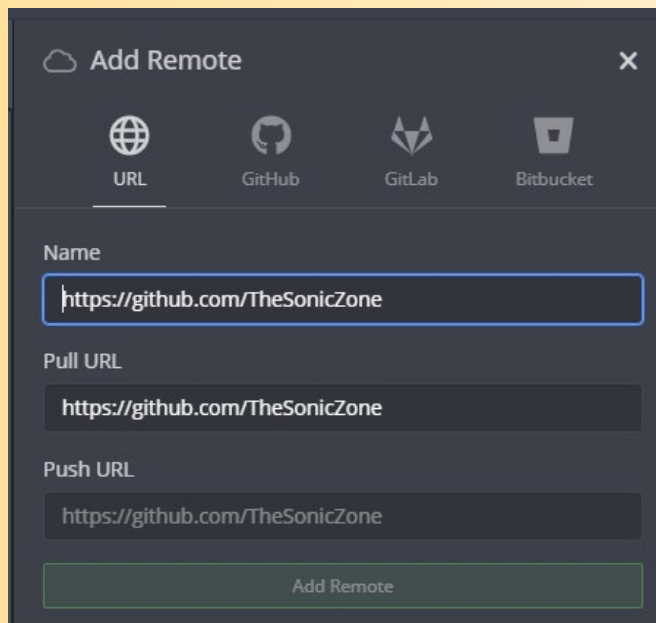 Add Remote
URL GitHub GitLab Bitbucket
Name
https://github.com/TheSonicZone
Pull URL
https://github.com/TheSonicZone
Push URL
https://github.com/TheSonicZone
Add Remote